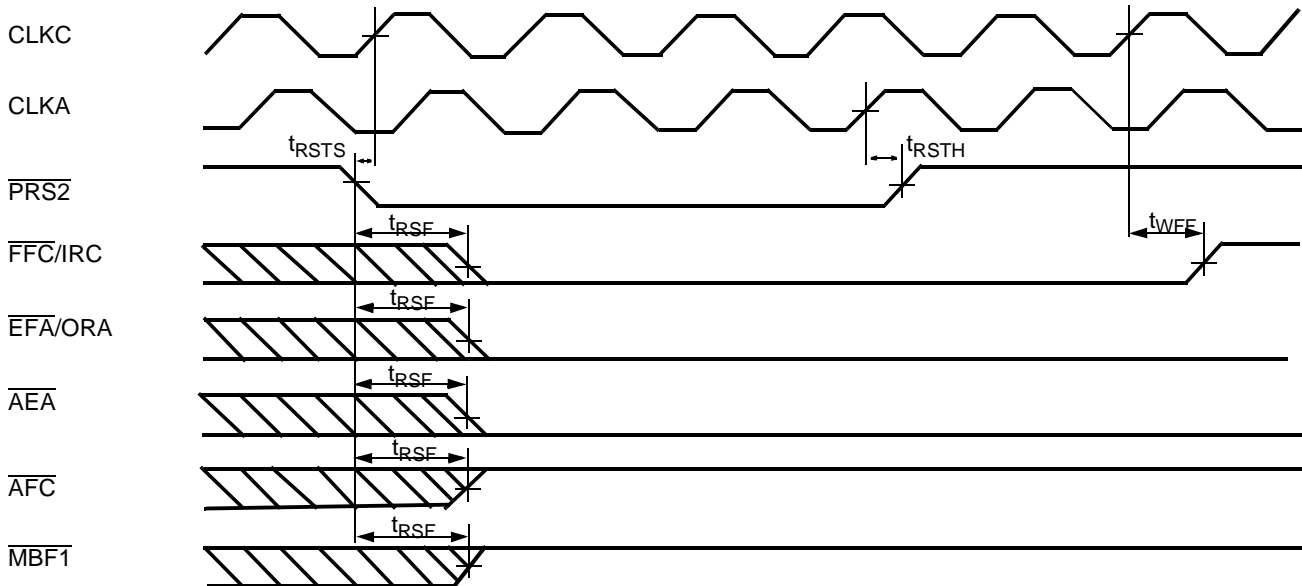 CLKC
CLKA
tRSTS
tRSTH
PRS2
tRSF
tWFF
FFC/IRC
tRSF
EFA/ORA
tRSF
AEA
tRSF
AFC
tRSF
MBF1